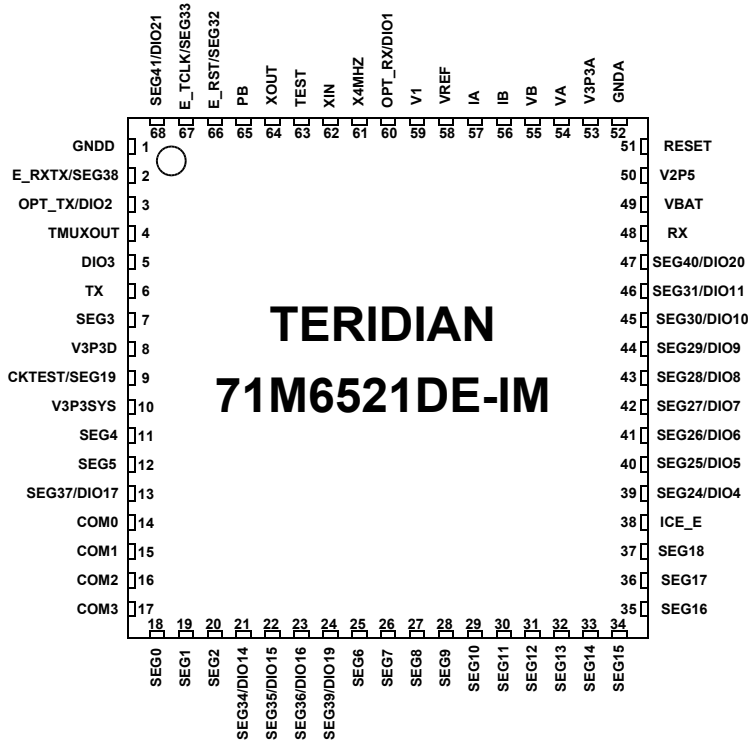 SEG41/DIO21
E_TCLK/SEG33
E_RST/SEG32
PB
XOUT
TEST
XIN
X4MHZ
OPT_RX/DIO1
V1
VREF
IA
IB
VB
VA
V3P3A
GNDA
68 67 66 65 64 63 62 61 60 59 58 57 56 55 54 53 52
GNDD 1
E_RXTX/SEG38 2
OPT_TX/DIO2 3
TMUXOUT 4
DIO3 5
TX 6
SEG3 7
V3P3D 8
CKTEST/SEG19 9
V3P3SYS 10
SEG4 11
SEG5 12
SEG37/DIO17 13
COM0 14
COM1 15
COM2 16
COM3 17
TERIDIAN
71M6521DE-IM
51 RESET
50 V2P5
49 VBAT
48 RX
47 SEG40/DIO20
46 SEG31/DIO11
45 SEG30/DIO10
44 SEG29/DIO9
43 SEG28/DIO8
42 SEG27/DIO7
41 SEG26/DIO6
40 SEG25/DIO5
39 SEG24/DIO4
38 ICE_E
37 SEG18
36 SEG17
35 SEG16
18 19 20 21 22 23 24 25 26 27 28 29 30 31 32 33 34
SEG0
SEG1
SEG2
SEG34/DIO14
SEG35/DIO15
SEG36/DIO16
SEG39/DIO19
SEG6
SEG7
SEG8
SEG9
SEG10
SEG11
SEG12
SEG13
SEG14
SEG15